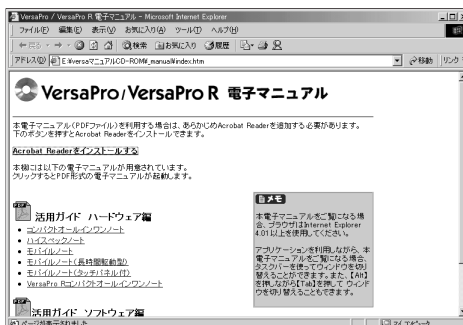 VersaPro / VersaPro R 電子マニュアル - Microsoft Internet Explorer
ファイル(F) 編集(E) 表示(V) お気に入り(A) ツール(T) ヘルプ(H)
戻る 検索 お気に入り 履歴
アドレス(D) E:¥versaマニュアルCD-ROM¥_manual¥index.htm 移動 リンク
VersaPro/VersaPro R 電子マニュアル
本電子マニュアル(PDFファイル)を利用する場合は、あらかじめAcrobat Readerを追加する必要があります。
下のボタンを押すとAcrobat Readerをインストールできます。
Acrobat Readerをインストールする
本欄には以下の電子マニュアルが用意されています。
クリックするとPDF形式の電子マニュアルが起動します。
PDF 活用ガイド ハードウェア編
コンパクトオールインワンノート
ハイスペックノート
モバイルノート
モバイルノート(長時間駆動型)
モバイルノート(タッチパネル付)
VersaPro Rコンパクトオールインワンノート
PDF 活用ガイド ソフトウェア編
メモ
本電子マニュアルをご覧になる場
合、ブラウザはInternet Explorer
4.01以上を使用してください。
アプリケーションを利用しながら、本
電子マニュアルをご覧になる際、
タスクバーを使ってウィンドウを切り
替えることができます。また、【Alt】
を押しながら【Tab】を押して ウィンド
ウを切り替えることもできます。
ページが表示されました
マイ コンピュータ